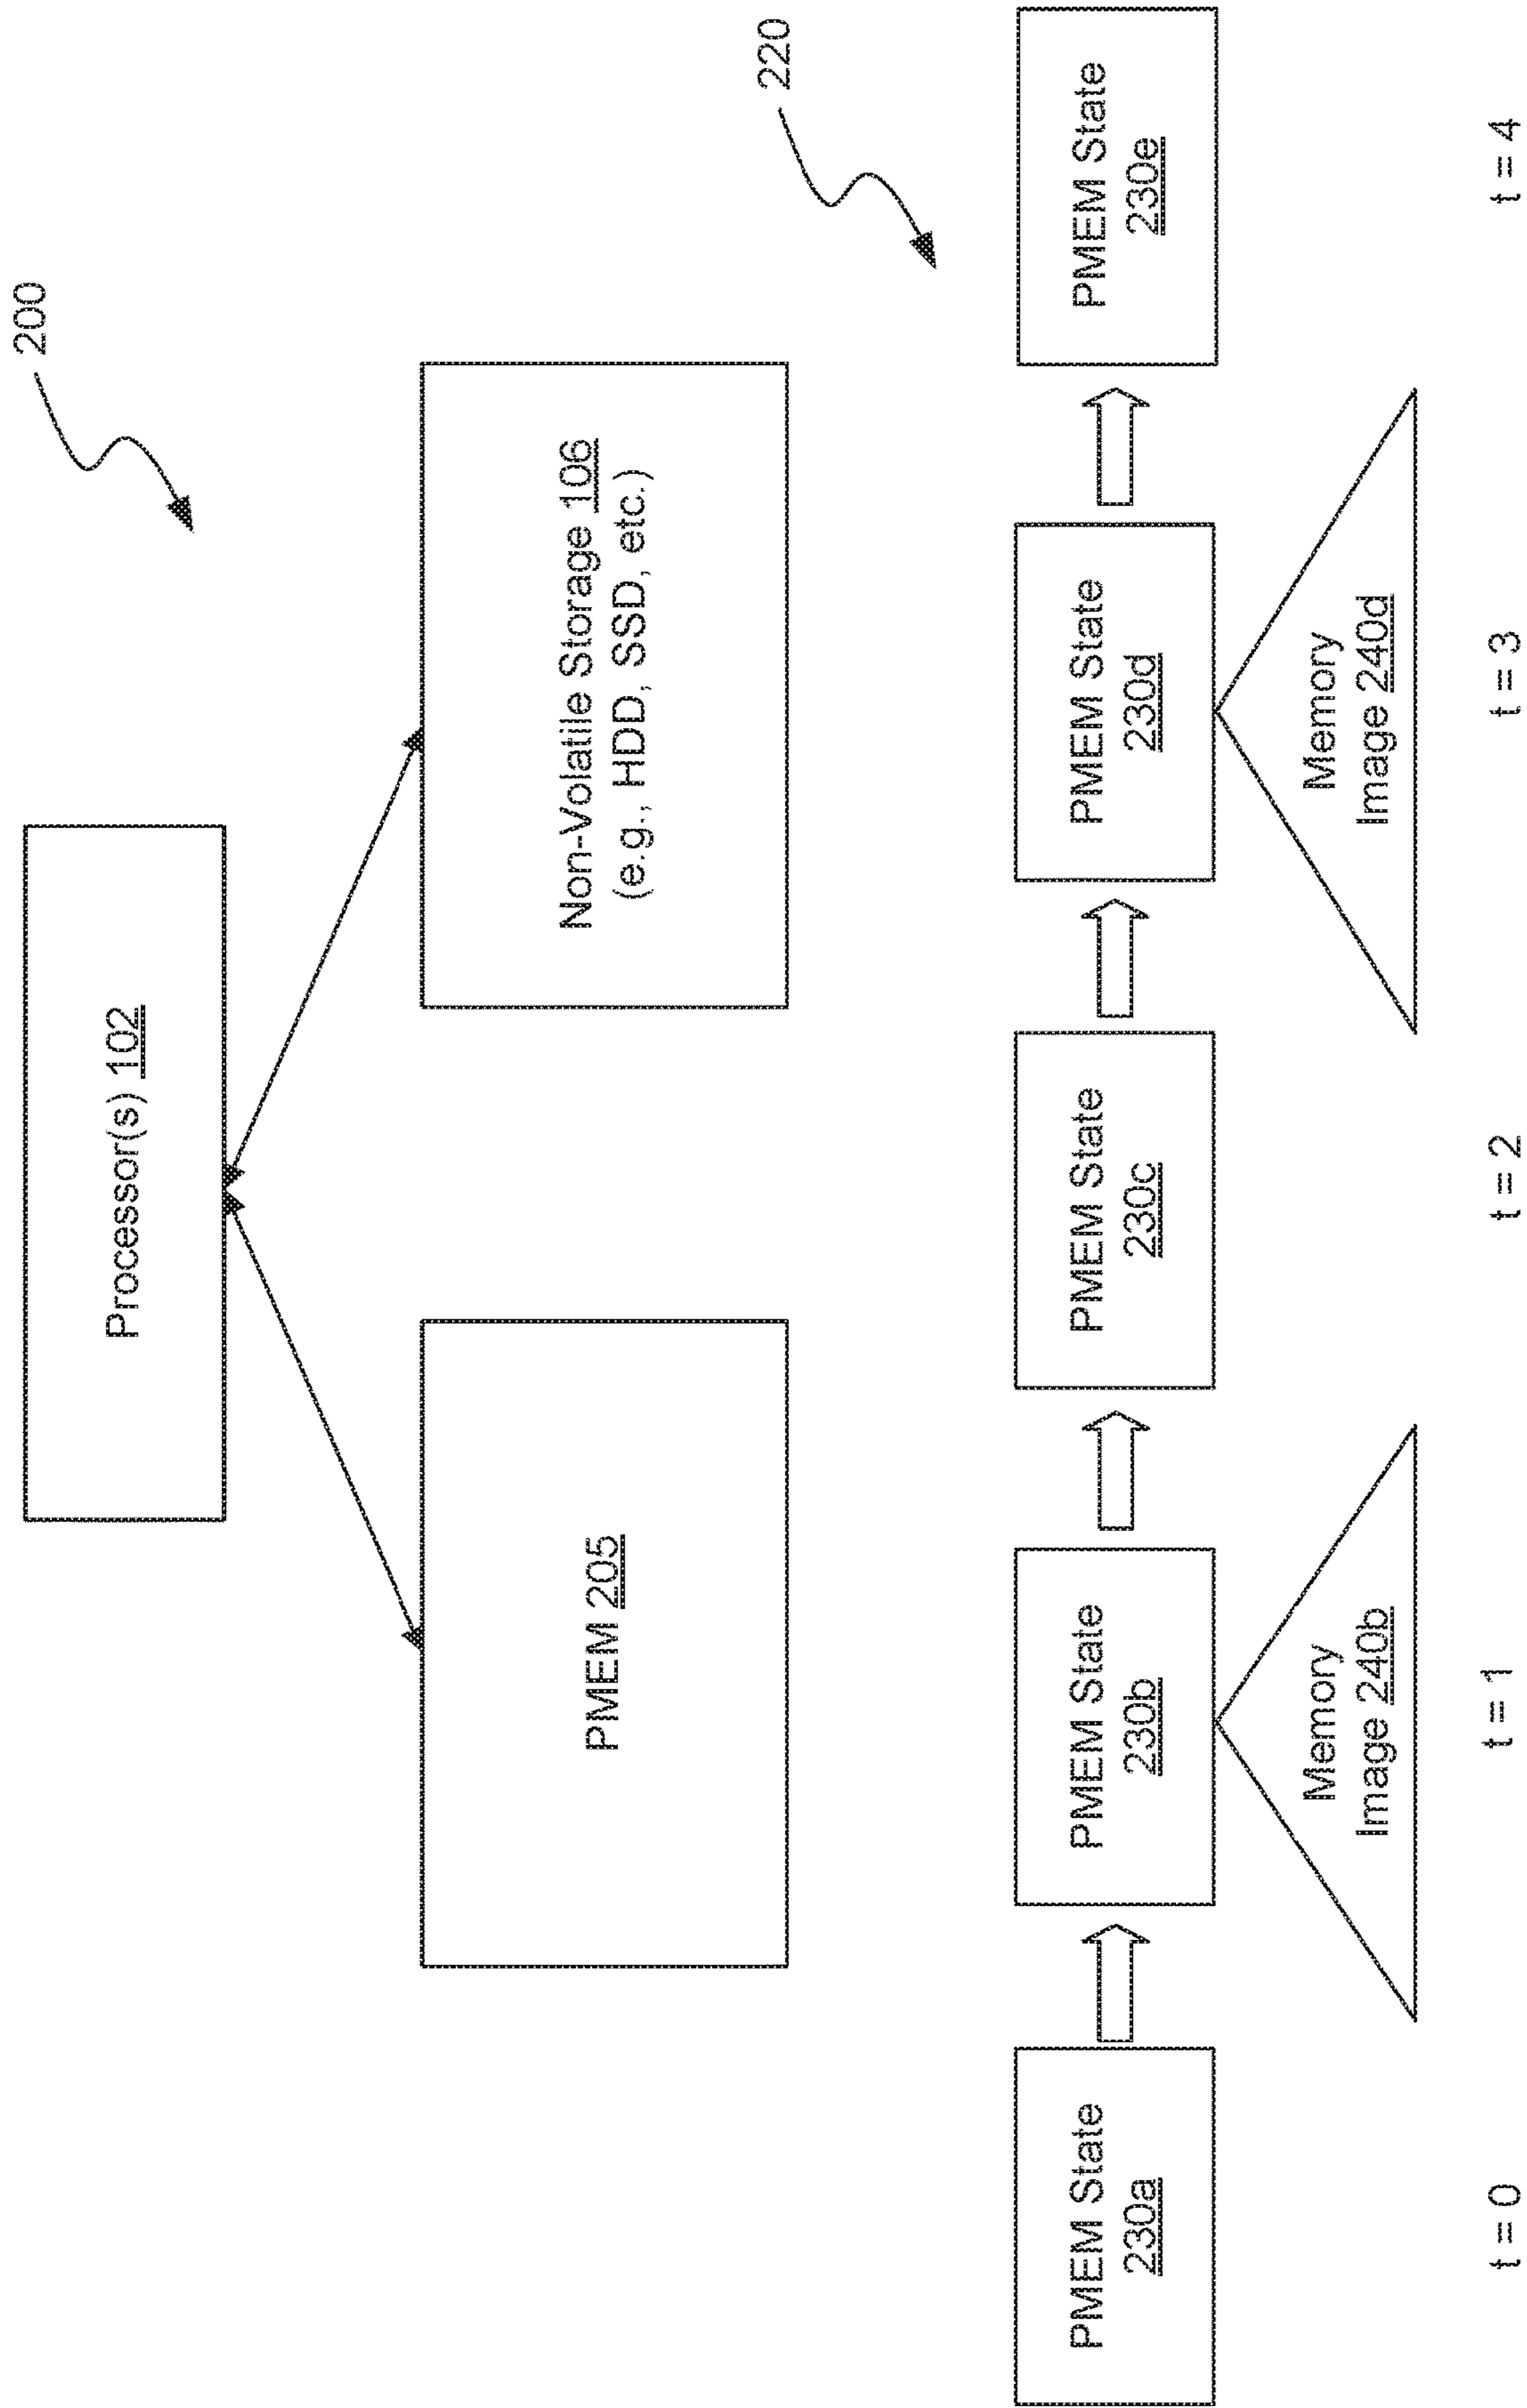 200
Processor(s) 102
PMEM 205
Non-Volatile Storage 106
(e.g., HDD, SSD, etc.)
220
PMEM State
230a
PMEM State
230b
PMEM State
230c
PMEM State
230d
PMEM State
230e
Memory
Image 240b
Memory
Image 240d
t = 0
t = 1
t = 2
t = 3
t = 4